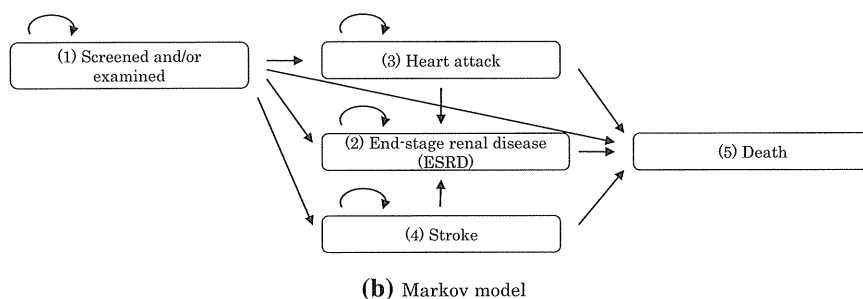 (1) Screened and/or
examined
(3) Heart attack
(2) End-stage renal disease
(ESRD)
(5) Death
(4) Stroke
(b) Markov model